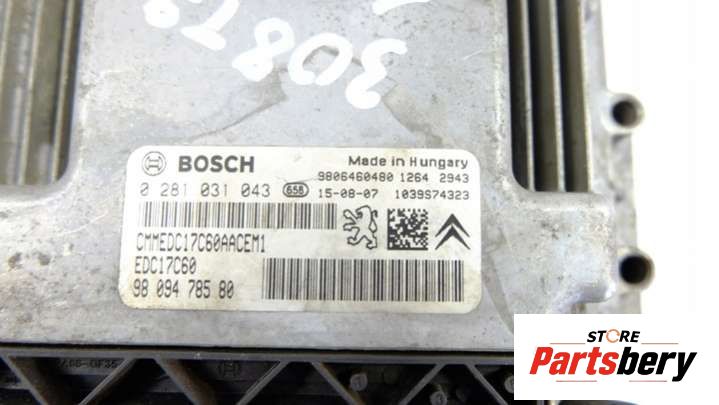 308T9
BOSCH
Made in Hungary
9806460480 1264 2943
0 281 031 043 658 15-08-07 1039S74323
CMMEDC17C60AACEM1
EDC17C60
98 094 785 80
STORE
Partsbery